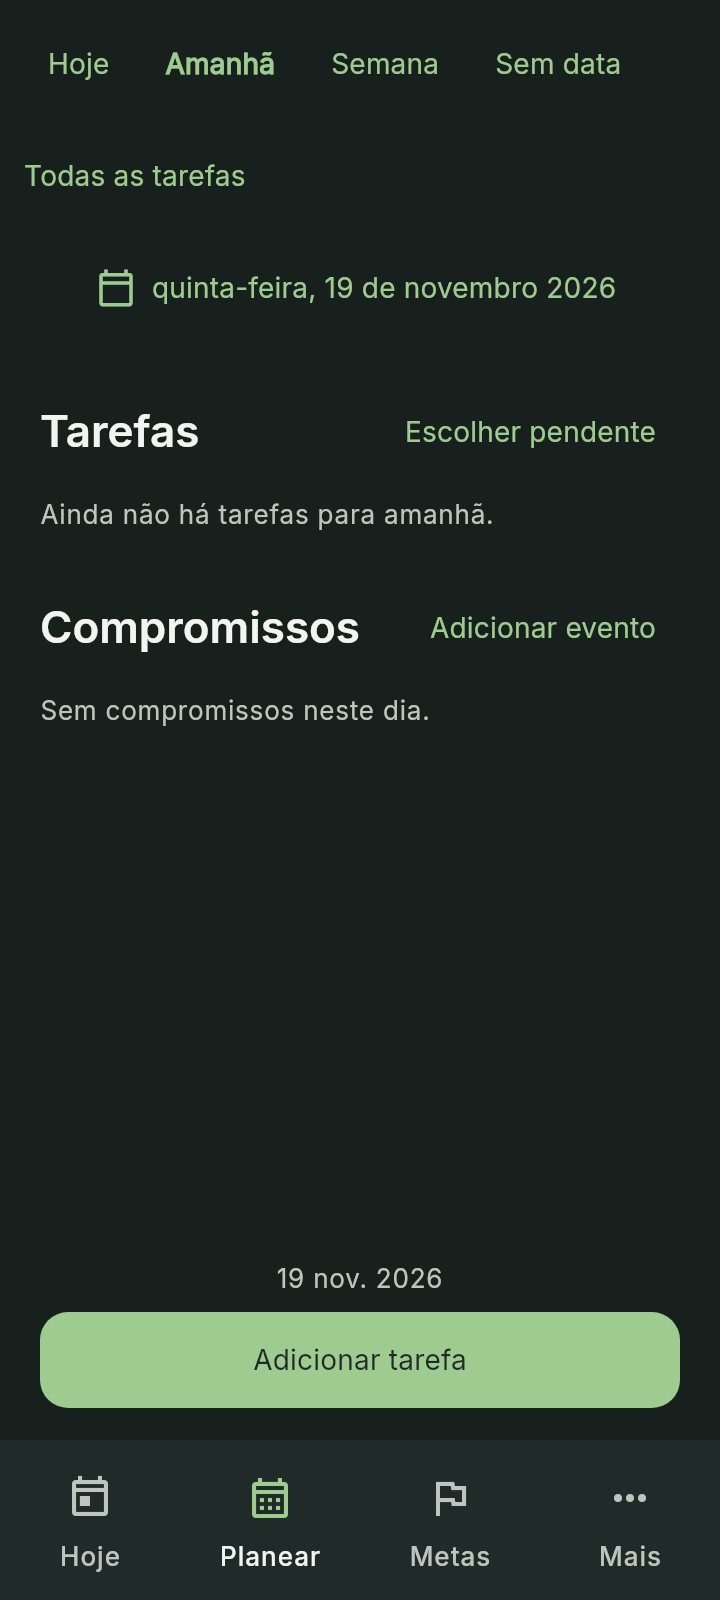 Hoje Amanhã Semana Sem data
Todas as tarefas
quinta-feira, 19 de novembro 2026
Tarefas Escolher pendente
Ainda não há tarefas para amanhã.
Compromissos Adicionar evento
Sem compromissos neste dia.
19 nov. 2026
Adicionar tarefa
Hoje Planear Metas Mais